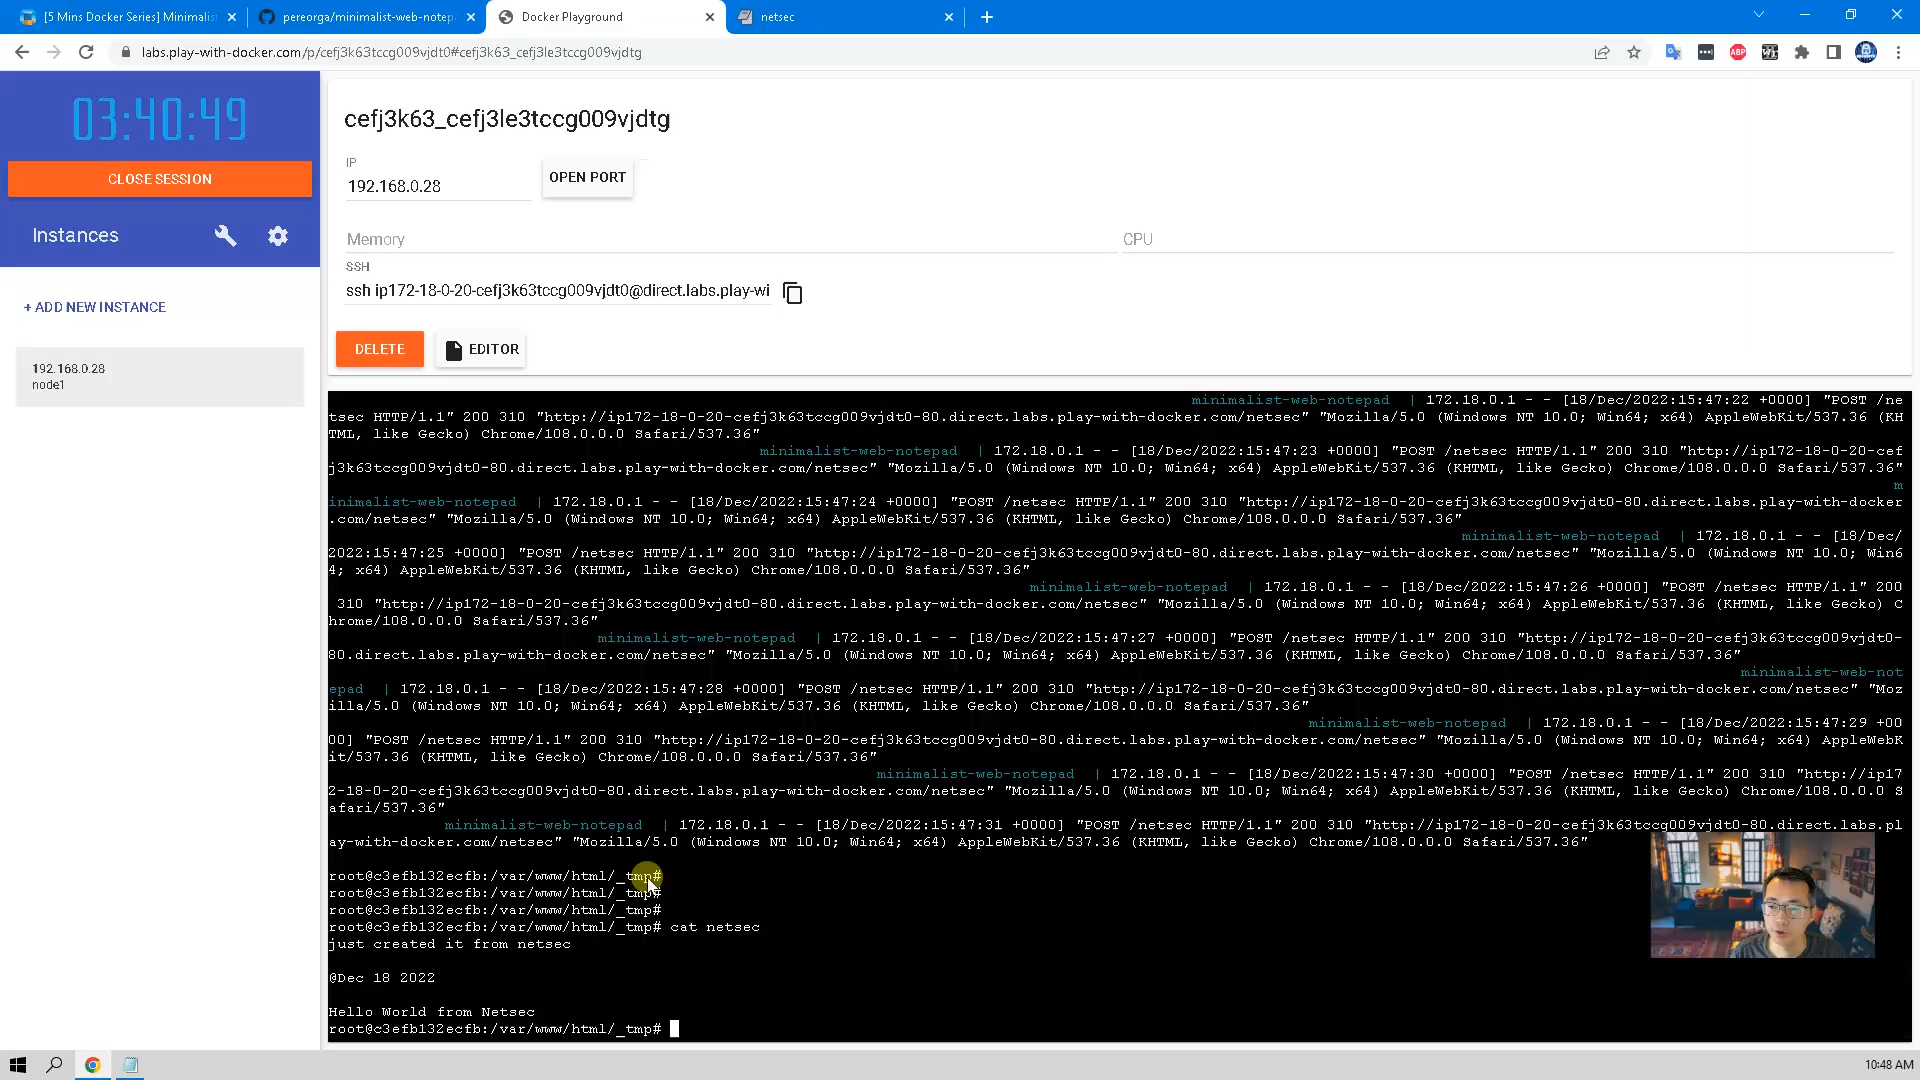 [5 Mins Docker Series] Minimalis
pereorga/minimalist-web-notep
Docker Playground
netsec
labs.play-with-docker.com/p/cefj3k63tccg009vjdt0#cefj3k63_cefj3le3tccg009vjdtg
03:40:49
CLOSE SESSION
Instances
+ ADD NEW INSTANCE
192.168.0.28
node1
cefj3k63_cefj3le3tccg009vjdtg
IP
192.168.0.28
OPEN PORT
Memory
CPU
SSH
ssh ip172-18-0-20-cefj3k63tccg009vjdt0@direct.labs.play-wi
DELETE
EDITOR
minimalist-web-notepad | 172.18.0.1 - - [18/Dec/2022:15:47:22 +0000] "POST /ne
tsec HTTP/1.1" 200 310 "http://ip172-18-0-20-cefj3k63tccg009vjdt0-80.direct.labs.play-with-docker.com/netsec" "Mozilla/5.0 (Windows NT 10.0; Win64; x64) AppleWebKit/537.36 (KH
TML, like Gecko) Chrome/108.0.0.0 Safari/537.36"
minimalist-web-notepad | 172.18.0.1 - - [18/Dec/2022:15:47:23 +0000] "POST /netsec HTTP/1.1" 200 310 "http://ip172-18-0-20-cef
j3k63tccg009vjdt0-80.direct.labs.play-with-docker.com/netsec" "Mozilla/5.0 (Windows NT 10.0; Win64; x64) AppleWebKit/537.36 (KHTML, like Gecko) Chrome/108.0.0.0 Safari/537.36"
m
inimalist-web-notepad | 172.18.0.1 - - [18/Dec/2022:15:47:24 +0000] "POST /netsec HTTP/1.1" 200 310 "http://ip172-18-0-20-cefj3k63tccg009vjdt0-80.direct.labs.play-with-docker
.com/netsec" "Mozilla/5.0 (Windows NT 10.0; Win64; x64) AppleWebKit/537.36 (KHTML, like Gecko) Chrome/108.0.0.0 Safari/537.36"
minimalist-web-notepad | 172.18.0.1 - - [18/Dec/
2022:15:47:25 +0000] "POST /netsec HTTP/1.1" 200 310 "http://ip172-18-0-20-cefj3k63tccg009vjdt0-80.direct.labs.play-with-docker.com/netsec" "Mozilla/5.0 (Windows NT 10.0; Win6
4; x64) AppleWebKit/537.36 (KHTML, like Gecko) Chrome/108.0.0.0 Safari/537.36"
minimalist-web-notepad | 172.18.0.1 - - [18/Dec/2022:15:47:26 +0000] "POST /netsec HTTP/1.1" 200
310 "http://ip172-18-0-20-cefj3k63tccg009vjdt0-80.direct.labs.play-with-docker.com/netsec" "Mozilla/5.0 (Windows NT 10.0; Win64; x64) AppleWebKit/537.36 (KHTML, like Gecko) C
hrome/108.0.0.0 Safari/537.36"
minimalist-web-notepad | 172.18.0.1 - - [18/Dec/2022:15:47:27 +0000] "POST /netsec HTTP/1.1" 200 310 "http://ip172-18-0-20-cefj3k63tccg009vjdt0-
80.direct.labs.play-with-docker.com/netsec" "Mozilla/5.0 (Windows NT 10.0; Win64; x64) AppleWebKit/537.36 (KHTML, like Gecko) Chrome/108.0.0.0 Safari/537.36"
minimalist-web-not
epad | 172.18.0.1 - - [18/Dec/2022:15:47:28 +0000] "POST /netsec HTTP/1.1" 200 310 "http://ip172-18-0-20-cefj3k63tccg009vjdt0-80.direct.labs.play-with-docker.com/netsec" "Moz
illa/5.0 (Windows NT 10.0; Win64; x64) AppleWebKit/537.36 (KHTML, like Gecko) Chrome/108.0.0.0 Safari/537.36"
minimalist-web-notepad | 172.18.0.1 - - [18/Dec/2022:15:47:29 +00
00] "POST /netsec HTTP/1.1" 200 310 "http://ip172-18-0-20-cefj3k63tccg009vjdt0-80.direct.labs.play-with-docker.com/netsec" "Mozilla/5.0 (Windows NT 10.0; Win64; x64) AppleWebK
it/537.36 (KHTML, like Gecko) Chrome/108.0.0.0 Safari/537.36"
minimalist-web-notepad | 172.18.0.1 - - [18/Dec/2022:15:47:30 +0000] "POST /netsec HTTP/1.1" 200 310 "http://ip17
2-18-0-20-cefj3k63tccg009vjdt0-80.direct.labs.play-with-docker.com/netsec" "Mozilla/5.0 (Windows NT 10.0; Win64; x64) AppleWebKit/537.36 (KHTML, like Gecko) Chrome/108.0.0.0 S
afari/537.36"
minimalist-web-notepad | 172.18.0.1 - - [18/Dec/2022:15:47:31 +0000] "POST /netsec HTTP/1.1" 200 310 "http://ip172-18-0-20-cefj3k63tccg009vjdt0-80.direct.labs.pl
ay-with-docker.com/netsec" "Mozilla/5.0 (Windows NT 10.0; Win64; x64) AppleWebKit/537.36 (KHTML, like Gecko) Chrome/108.0.0.0 Safari/537.36"
root@c3efb132ecfb:/var/www/html/_tmp#
root@c3efb132ecfb:/var/www/html/_tmp#
root@c3efb132ecfb:/var/www/html/_tmp#
root@c3efb132ecfb:/var/www/html/_tmp# cat netsec
just created it from netsec
@Dec 18 2022
Hello World from Netsec
root@c3efb132ecfb:/var/www/html/_tmp#
10:48 AM